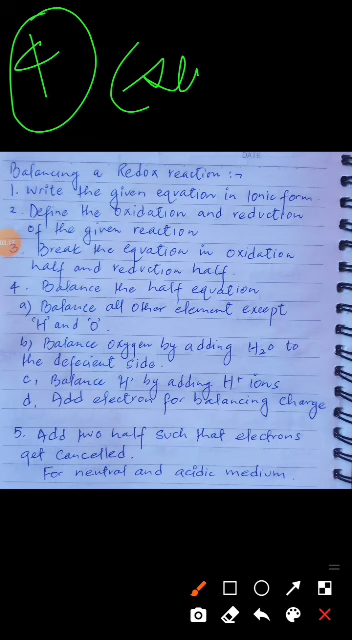 4 (
DATE
Balancing a Redox reaction :→
1. Write the given equation in Ionic form.
2. Define the oxidation and reduction
of the given reaction
3 Break the equation in oxidation
half and reduction half.
4. Balance the half equation
a) Balance all other element except
'H' and 'O'.
b) Balance oxygen by adding H₂O to
the defecient side.
c, Balance 'H' by adding H⁺ ions
d, Add electron for balancing charge
5. Add two half such that electrons
get cancelled.
For neutral and acidic medium.